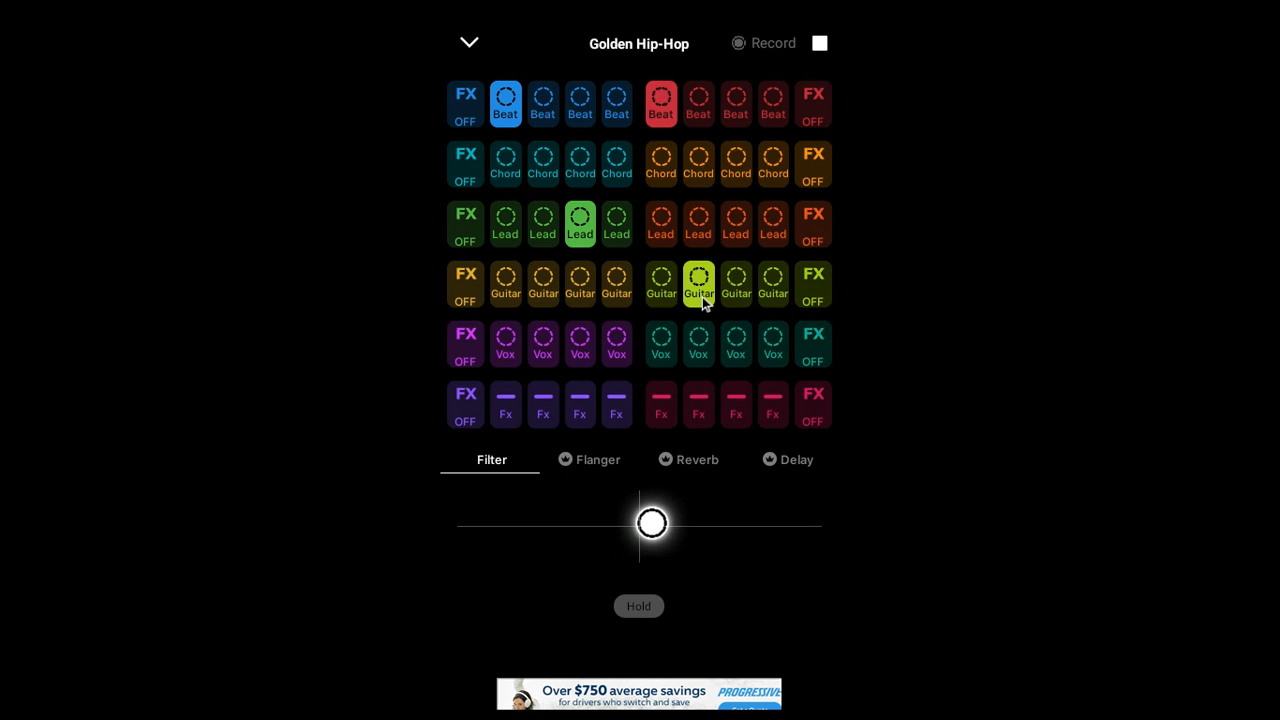 Golden Hip-Hop
Record
FX Beat Beat Beat Beat Beat Beat Beat Beat FX
OFF OFF
FX Chord Chord Chord Chord Chord Chord Chord Chord FX
OFF OFF
FX Lead Lead Lead Lead Lead Lead Lead Lead FX
OFF OFF
FX Guitar Guitar Guitar Guitar Guitar Guitar Guitar Guitar FX
OFF OFF
FX Vox Vox Vox Vox Vox Vox Vox Vox FX
OFF OFF
FX Fx Fx Fx Fx Fx Fx Fx Fx FX
OFF OFF
Filter Flanger Reverb Delay
Hold
Over $750 average savings PROGRESSIVE
for drivers who switch and save